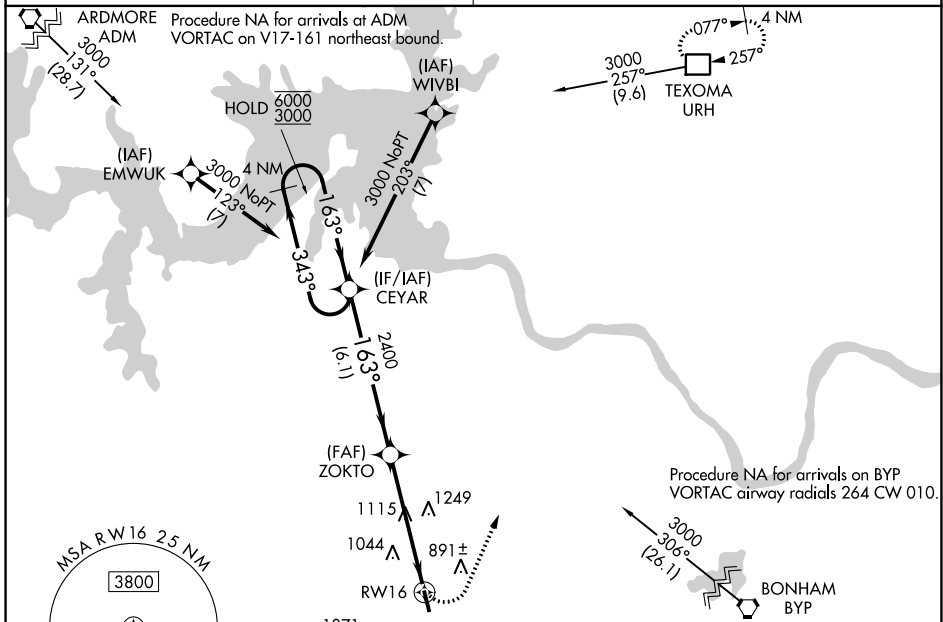 ARDMORE
ADM
Procedure NA for arrivals at ADM
VORTAC on V17-161 northeast bound.
3000
131°
(28.7)
(IAF)
WIVBI
HOLD
6000
3000
077°
4 NM
257°
3000
257°
(9.6)
TEXOMA
URH
(IAF)
EMWUK
3000 NoPT
123°
(7)
4 NM
3000 NoPT
203°
(7)
163°
343°
(IF/IAF)
CEYAR
2400
163°
(6.1)
(FAF)
ZOKTO
Procedure NA for arrivals on BYP
VORTAC airway radials 264 CW 010.
1115
1249
1044
891±
RW16
3000
306°
(26.1)
BONHAM
BYP
MSA RW16 25 NM
3800